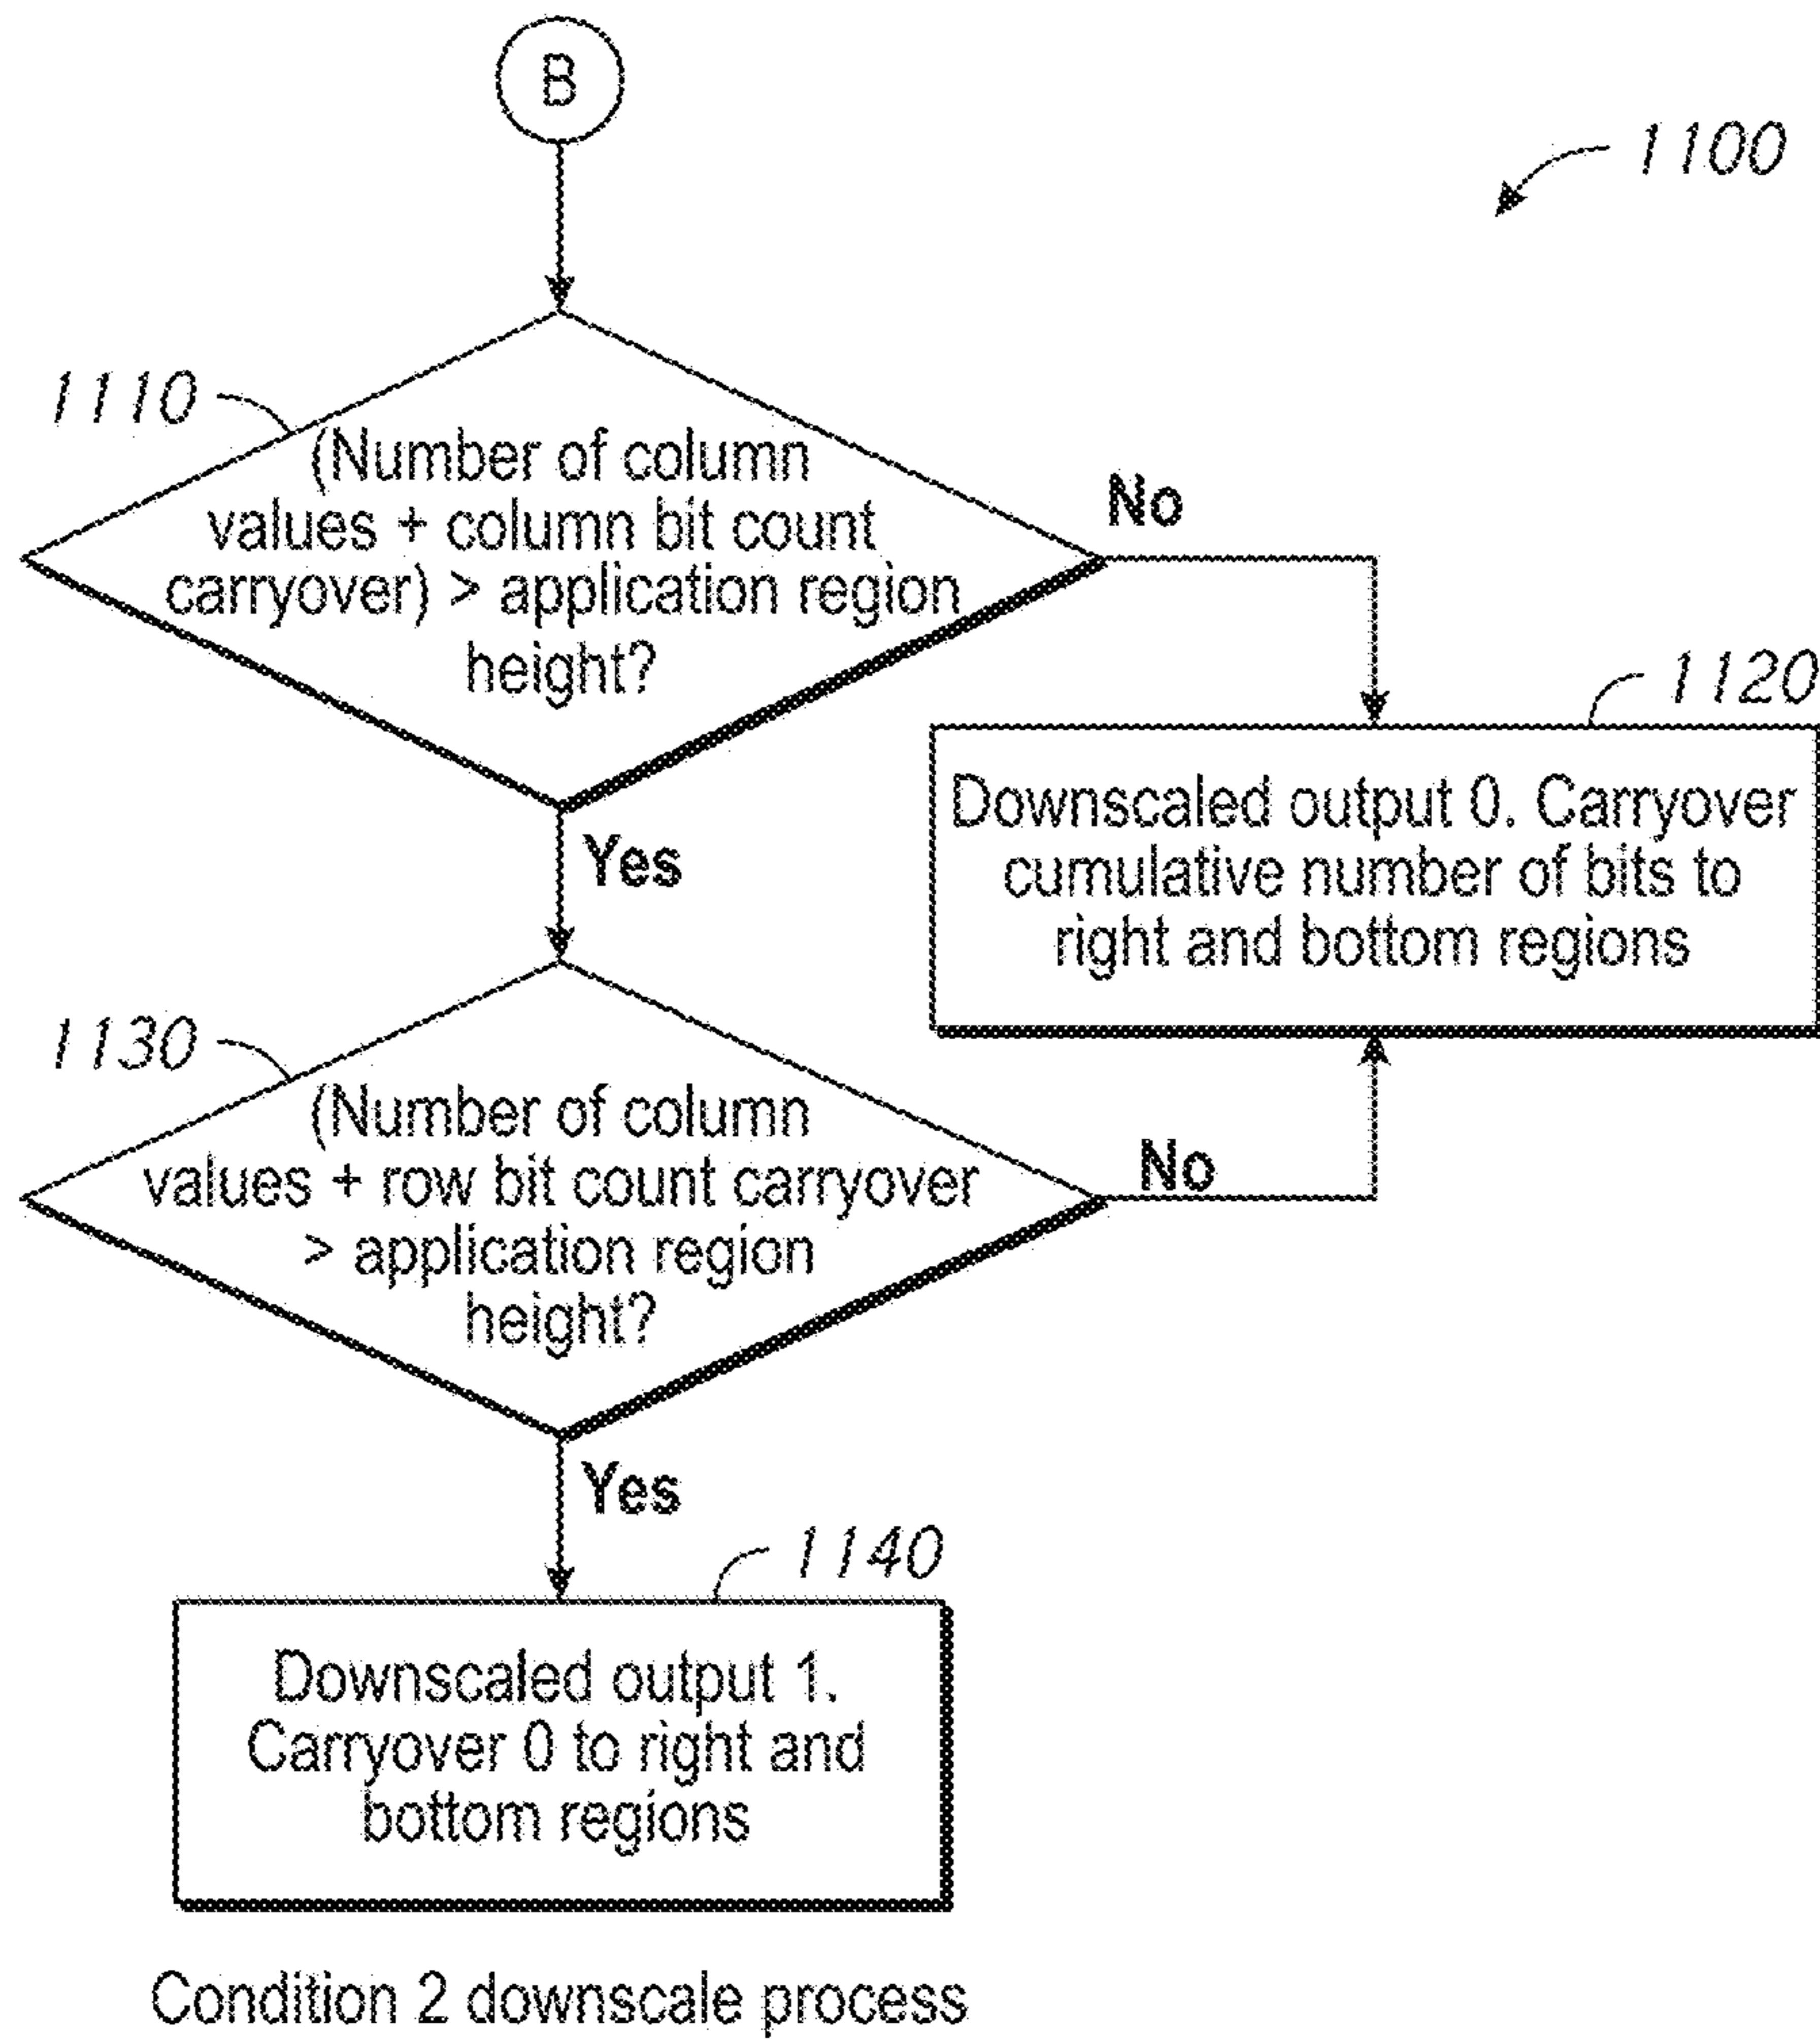 B
1100
1110
(Number of column
values + column bit count
carryover) > application region
height?
No
Yes
1120
Downscaled output 0. Carryover
cumulative number of bits to
right and bottom regions
1130
(Number of column
values + row bit count carryover
> application region
height?
No
Yes
1140
Downscaled output 1.
Carryover 0 to right and
bottom regions
Condition 2 downscale process